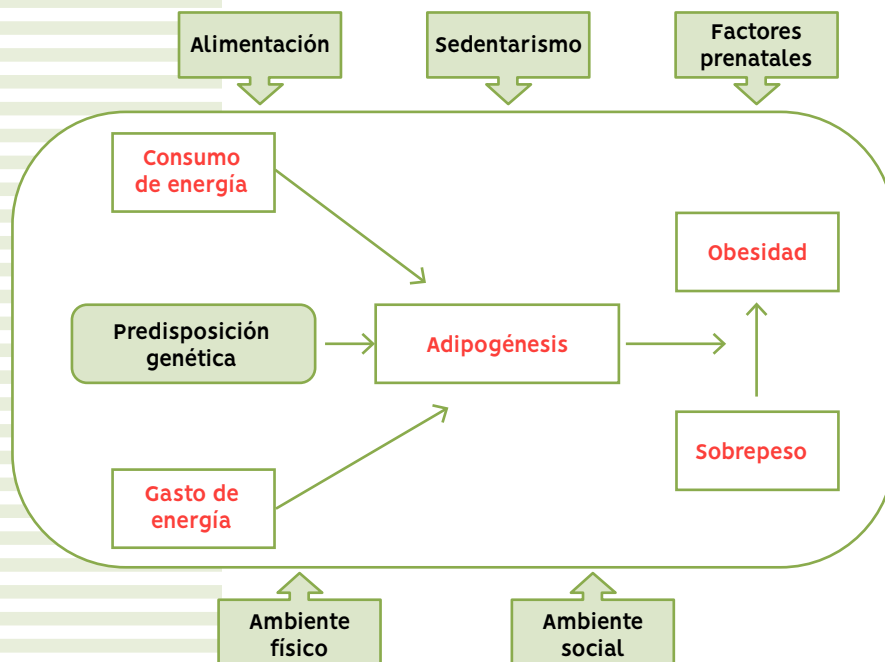 Alimentación
Sedentarismo
Factores
prenatales
Consumo
de energía
Obesidad
Predisposición
genética
Adipogénesis
Sobrepeso
Gasto de
energía
Ambiente
físico
Ambiente
social